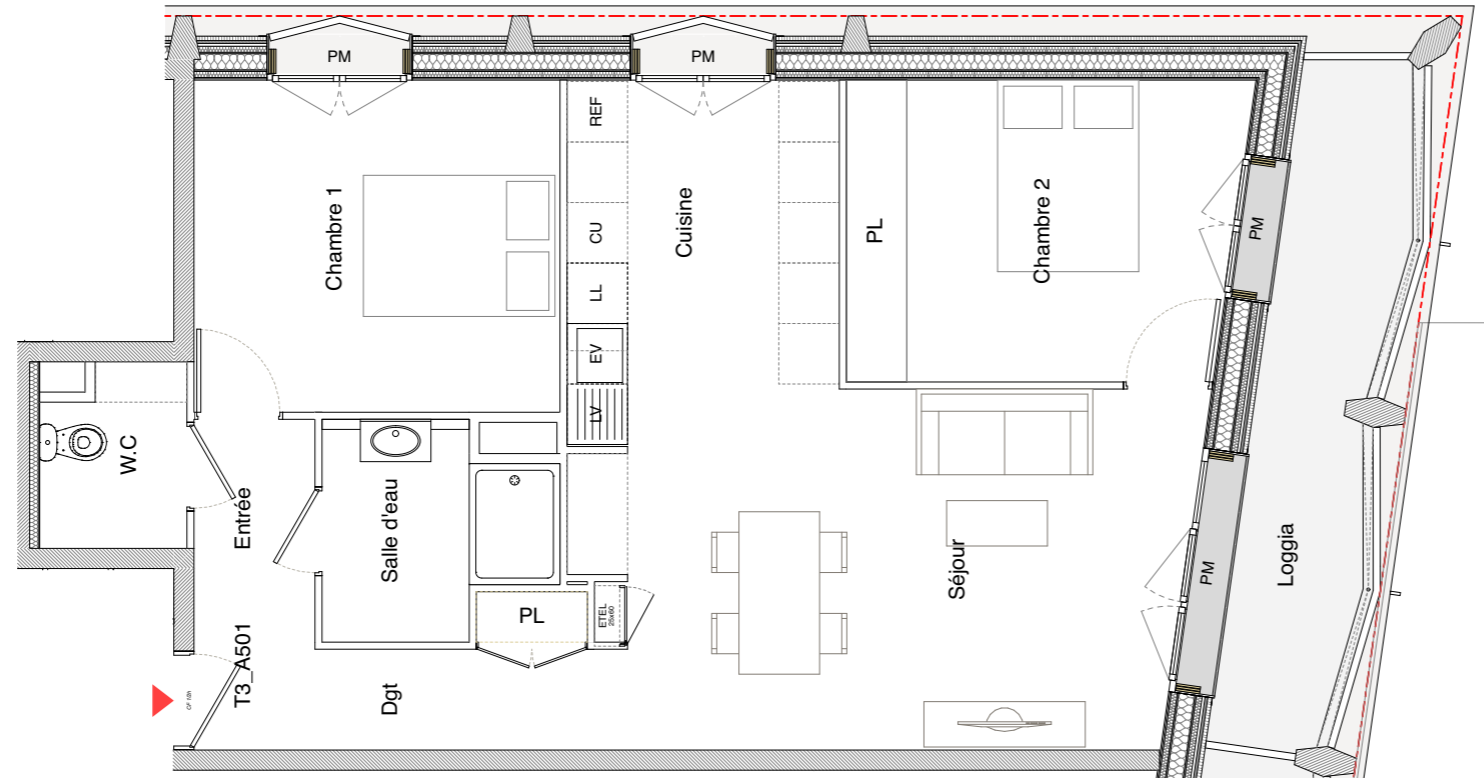 PM
PM
REF
Chambre 1
CU
Cuisine
PL
Chambre 2
PM
LL
EV
LV
W.C
Entrée
Salle d'eau
Séjour
PM
Loggia
PL
ETEL
25x60
T3_A501
Dgt